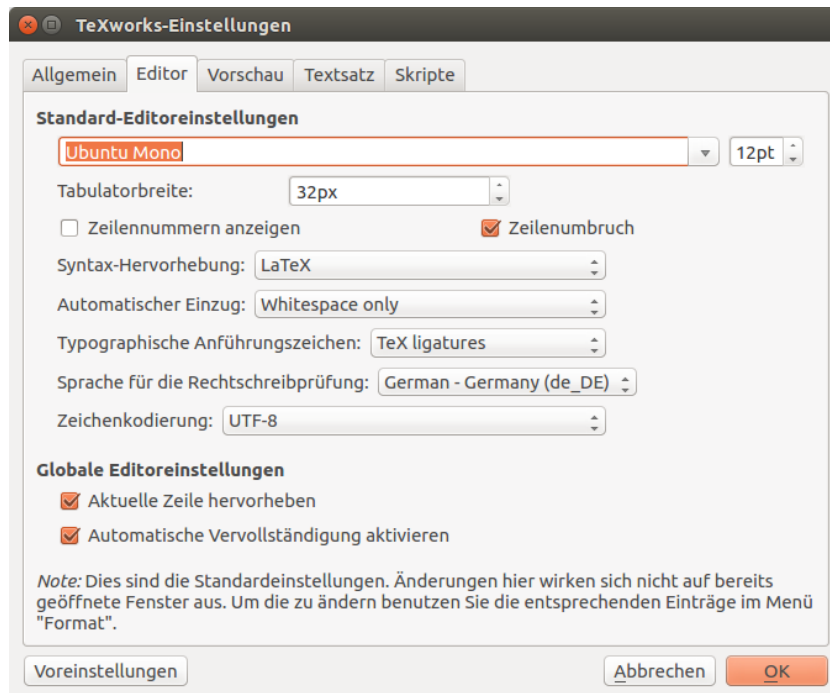 TeXworks-Einstellungen
Allgemein Editor Vorschau Textsatz Skripte
Standard-Editoreinstellungen
Ubuntu Mono 12pt
Tabulatorbreite: 32px
Zeilennummern anzeigen Zeilenumbruch
Syntax-Hervorhebung: LaTeX
Automatischer Einzug: Whitespace only
Typographische Anführungszeichen: TeX ligatures
Sprache für die Rechtschreibprüfung: German - Germany (de_DE)
Zeichenkodierung: UTF-8
Globale Editoreinstellungen
Aktuelle Zeile hervorheben
Automatische Vervollständigung aktivieren
Note: Dies sind die Standardeinstellungen. Änderungen hier wirken sich nicht auf bereits
geöffnete Fenster aus. Um die zu ändern benutzen Sie die entsprechenden Einträge im Menü
"Format".
Voreinstellungen Abbrechen OK